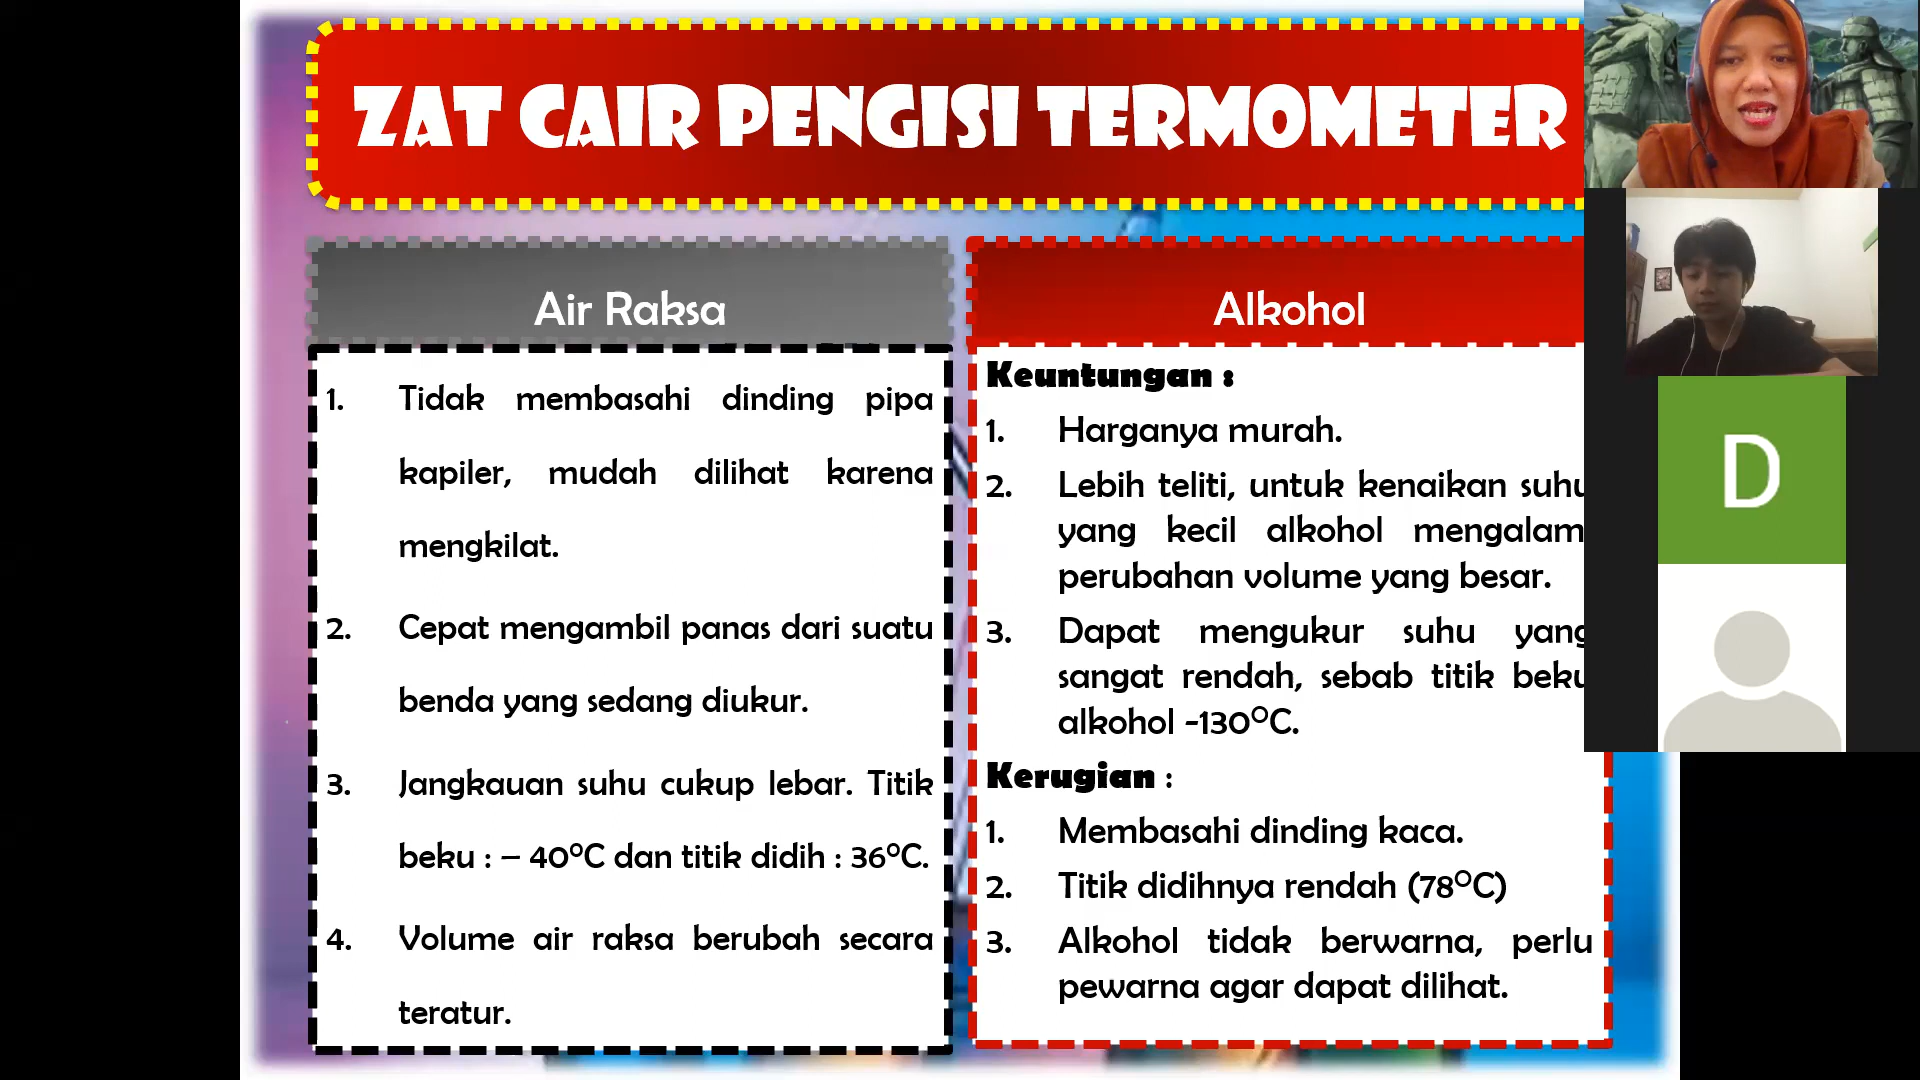 ZAT CAIR PENGISI TERMOMETER
Air Raksa
1. Tidak membasahi dinding pipa
kapiler, mudah dilihat karena
mengkilat.
2. Cepat mengambil panas dari suatu
benda yang sedang diukur.
3. Jangkauan suhu cukup lebar. Titik
beku : – 40°C dan titik didih : 36°C.
4. Volume air raksa berubah secara
teratur.
Alkohol
Keuntungan :
1. Harganya murah.
2. Lebih teliti, untuk kenaikan suhu
yang kecil alkohol mengalam
perubahan volume yang besar.
3. Dapat mengukur suhu yang
sangat rendah, sebab titik beku
alkohol -130°C.
Kerugian :
1. Membasahi dinding kaca.
2. Titik didihnya rendah (78°C)
3. Alkohol tidak berwarna, perlu
pewarna agar dapat dilihat.
D